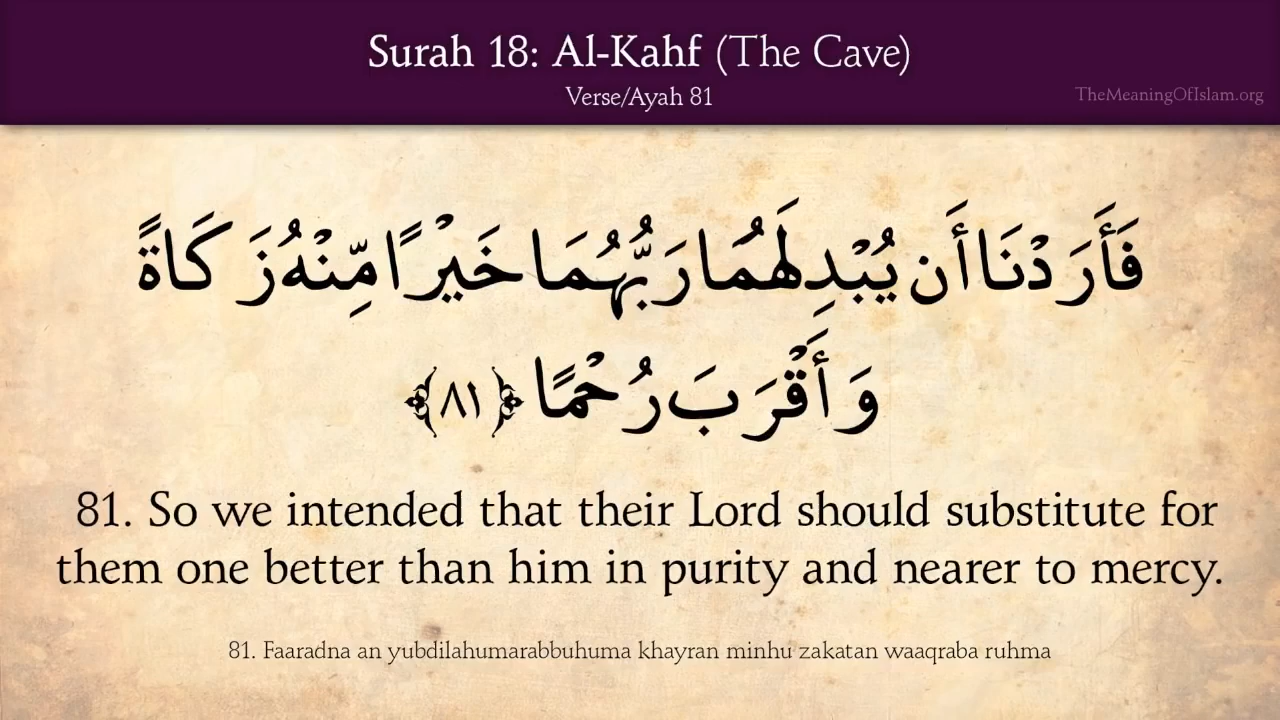 Surah 18: Al-Kahf (The Cave)
Verse/Ayah 81
TheMeaningOfIslam.org
فَأَرَدْنَا أَن يُبْدِلَهُمَا رَبُّهُمَا خَيْرًا مِّنْهُ زَكَاةً
وَأَقْرَبَ رُحْمًا ﴿٨١﴾
81. So we intended that their Lord should substitute for
them one better than him in purity and nearer to mercy.
81. Faaradna an yubdilahumarabbuhuma khayran minhu zakatan waaqraba ruhma